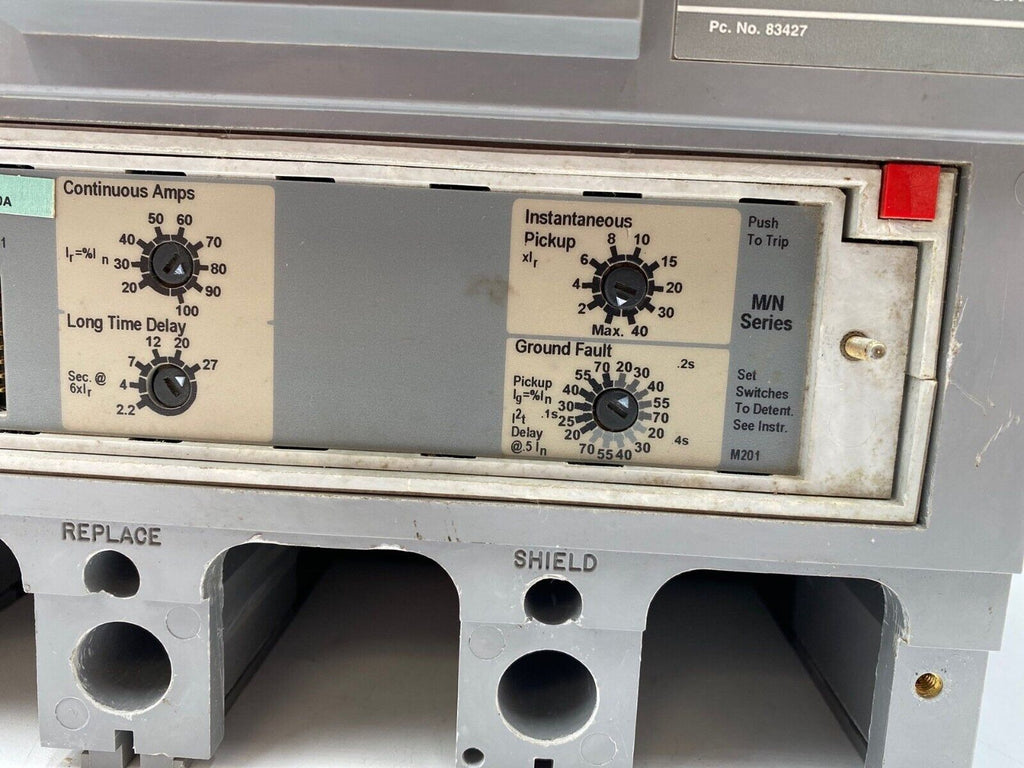 Pc. No. 83427
0A
1
Continuous Amps
50 60
40 70
Ir=%In 30 80
20 90
100
Long Time Delay
12 20
7 27
Sec. @ 4
6xIr
2.2
Instantaneous
Pickup 8 10
xIr 6 15
4 20
2 30
Max. 40
Ground Fault
70 20 30 .2s
Pickup 55 40
Ig=%In 40 55
30 70
I²t .1s 25 20
Delay 20 30 .4s
@.5 In 70 55 40
Push
To Trip
M/N
Series
Set
Switches
To Detent.
See Instr.
M201
REPLACE
SHIELD